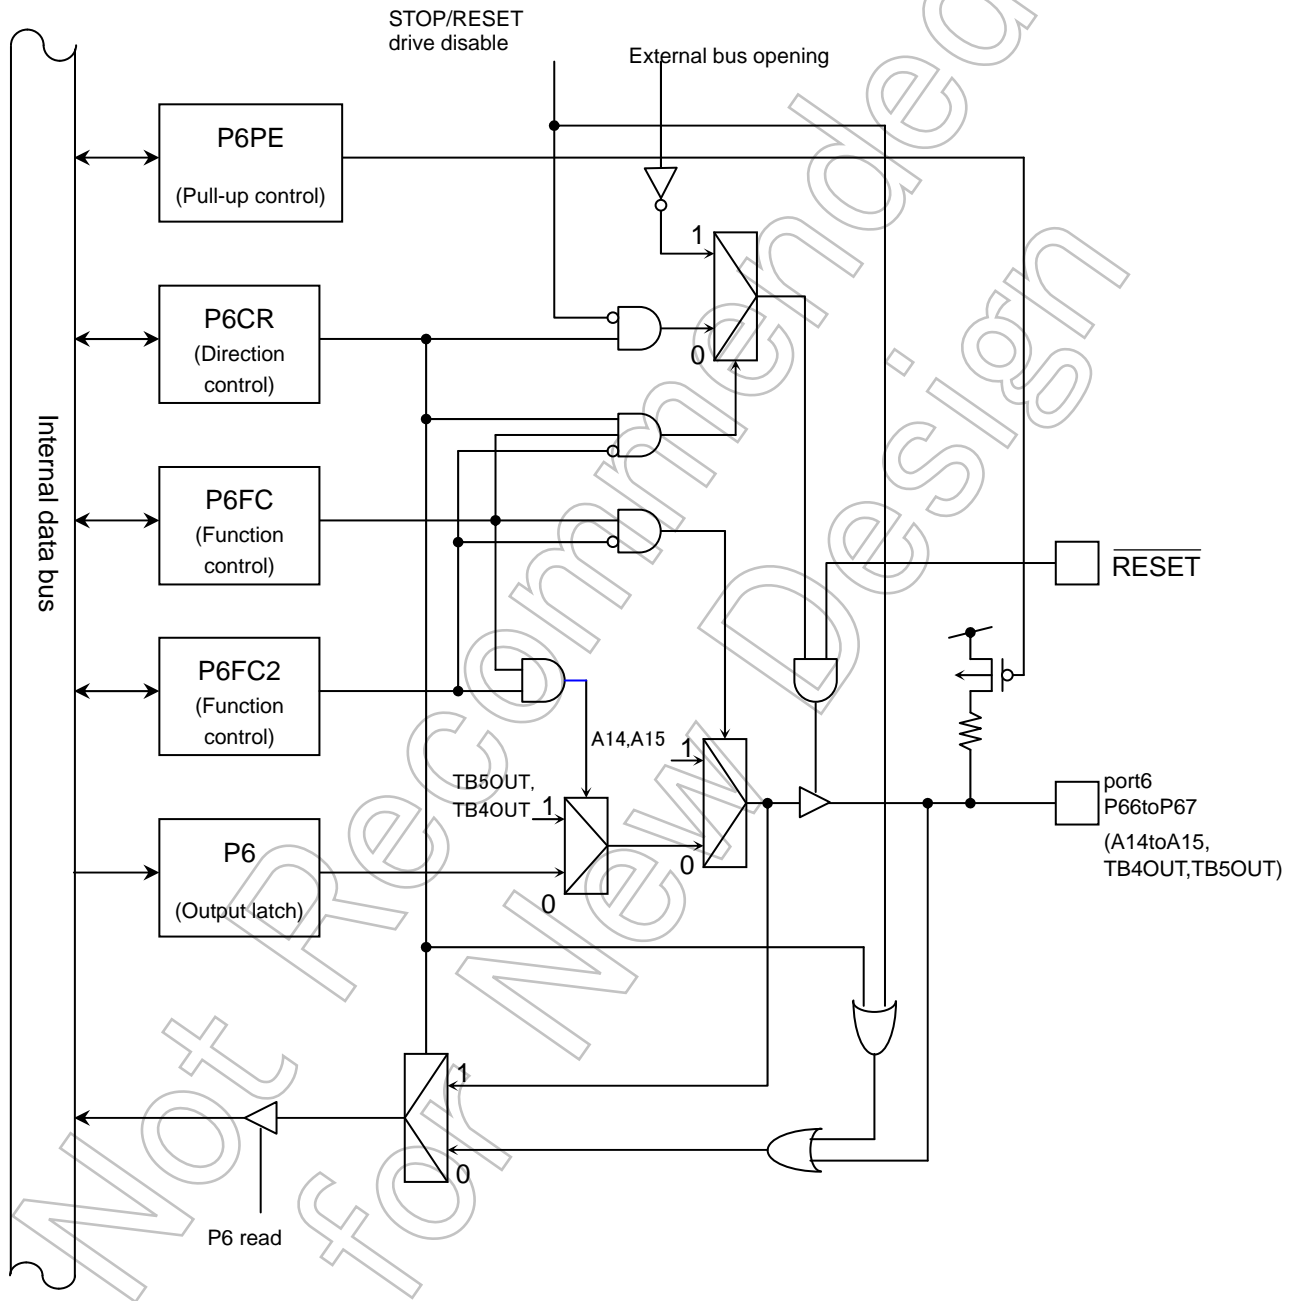 STOP/RESET
drive disable
External bus opening
P6PE
(Pull-up control)
1
P6CR
(Direction
control)
0
Internal data bus
P6FC
(Function
control)
RESET
P6FC2
(Function
control)
A14,A15
1
TB5OUT,
TB4OUT
1
port6
P66toP67
(A14toA15,
TB4OUT,TB5OUT)
P6
(Output latch)
0
0
1
0
P6 read
Not Recommended
for New Design